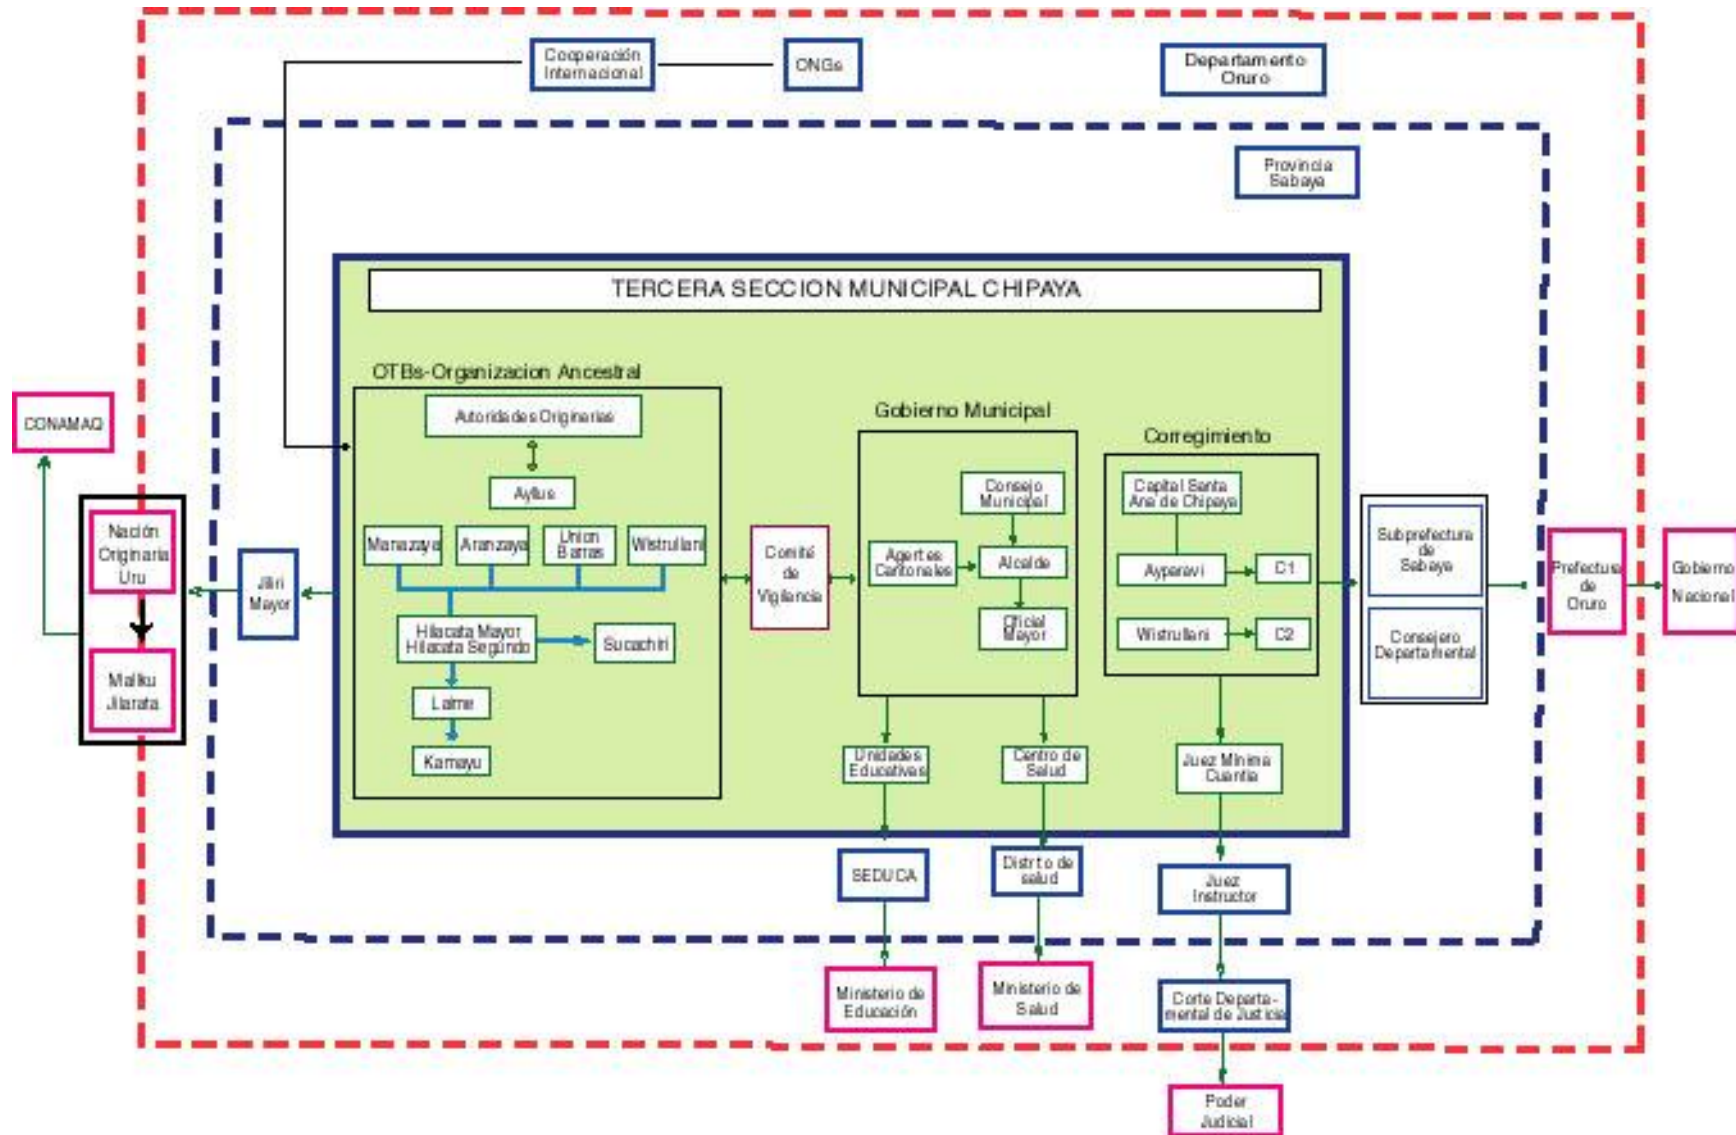 Cooperación
Internacional
ONGs
Departamento
Oruro
Provincia
Sabaya
TERCERA SECCION MUNICIPAL CHIPAYA
OTBs-Organizacion Ancestral
Autoridades Originarias
Ayllus
Manazaya
Aranzaya
Union
Barras
Wistrullani
Hilacata Mayor
Hilacata Segundo
Sucachiri
Laime
Kamayu
Comité
de
Vigilancia
Gobierno Municipal
Consejo
Municipal
Agentes
Cantonales
Alcalde
Oficial
Mayor
Corregimiento
Capital Santa
Ana de Chipaya
Ayparavi
C1
Wistrullani
C2
Unidades
Educativas
Centro de
Salud
Juez Mínima
Cuantia
CONAMAQ
Nación
Originaria
Uru
Mallku
Jilarata
Jiliri
Mayor
Subprefectura
de
Sabaya
Consejero
Departamental
Prefectura
de
Oruro
Gobierno
Nacional
SEDUCA
Distrto de
salud
Juez
Instructor
Ministerio de
Educación
Ministerio de
Salud
Corte Departa-
mental de Justicia
Poder
Judicial